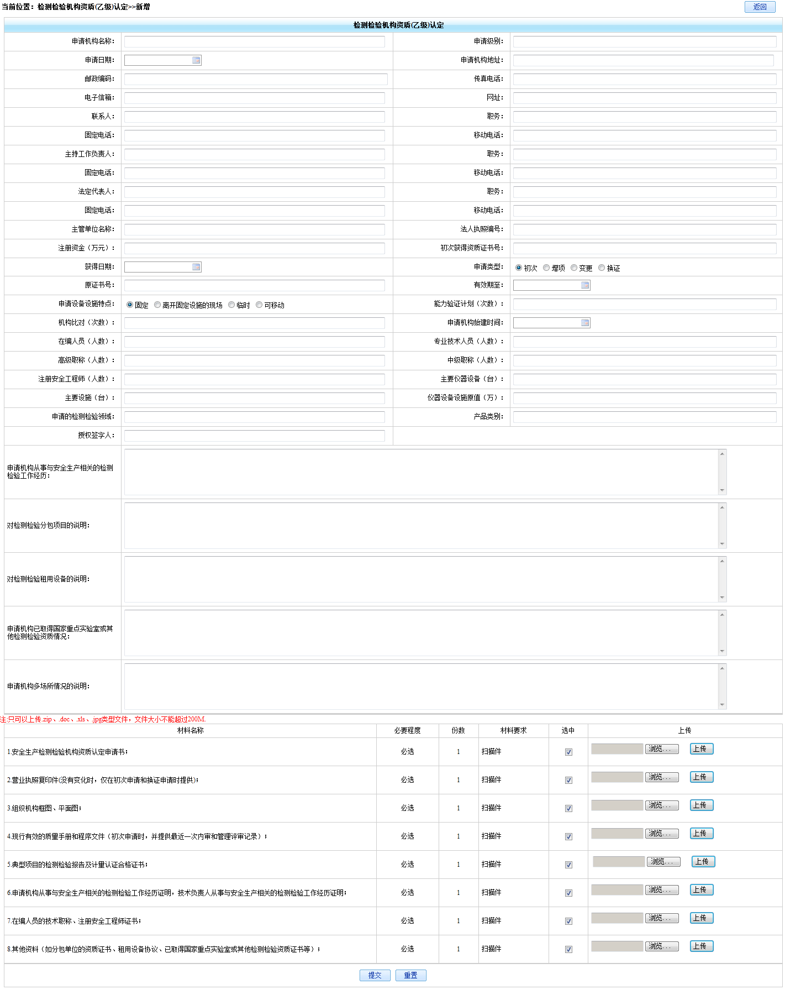 当前位置：检测检验机构资质(乙级)认定>>新增
返回
检测检验机构资质(乙级)认定
申请机构名称： 申请级别：
申请日期： 申请机构地址：
邮政编码： 传真电话：
电子信箱： 网址：
联系人： 职务：
固定电话： 移动电话：
主持工作负责人： 职务：
固定电话： 移动电话：
法定代表人： 职务：
固定电话： 移动电话：
主管单位名称： 法人执照编号：
注册资金（万元）： 初次获得资质证书号：
获得日期： 申请类型： 初次 增项 变更 换证
原证书号： 有效期至：
申请设备设施特点： 固定 离开固定设施的现场 临时 可移动 能力验证计划（次数）：
机构比对（次数）： 申请机构始建时间：
在编人员（人数）： 专业技术人员（人数）：
高级职称（人数）： 中级职称（人数）：
注册安全工程师（人数）： 主要仪器设备（台）：
主要设施（台）： 仪器设备设施原值（万）：
申请的检测检验领域： 产品类别：
授权签字人：
申请机构从事与安全生产相关的检测
检验工作经历：
对检测检验分包项目的说明：
对检测检验租用设备的说明：
申请机构已取得国家重点实验室或其
他检测检验资质情况：
申请机构多场所情况的说明：
注:只可以上传.zip、.doc、.xls、.jpg类型文件，文件大小不能超过200M.
材料名称 必要程度 份数 材料要求 选中 上传
1.安全生产检测检验机构资质认定申请书； 必选 1 扫描件 浏览... 上传
2.营业执照复印件(没有变化时，仅在初次申请和换证申请时提供)； 必选 1 扫描件 浏览... 上传
3.组织机构框图、平面图； 必选 1 扫描件 浏览... 上传
4.现行有效的质量手册和程序文件（初次申请时，并提供最近一次内审和管理评审记录）； 必选 1 扫描件 浏览... 上传
5.典型项目的检测检验报告及计量认证合格证书； 必选 1 扫描件 浏览... 上传
6.申请机构从事与安全生产相关的检测检验工作经历证明，技术负责人从事与安全生产相关的检测检验工作经历证明； 必选 1 扫描件 浏览... 上传
7.在编人员的技术职称、注册安全工程师证书； 必选 1 扫描件 浏览... 上传
8.其他资料（如分包单位的资质证书、租用设备协议、已取得国家重点实验室或其他检测检验资质证书等）； 必选 1 扫描件 浏览... 上传
提交 重置